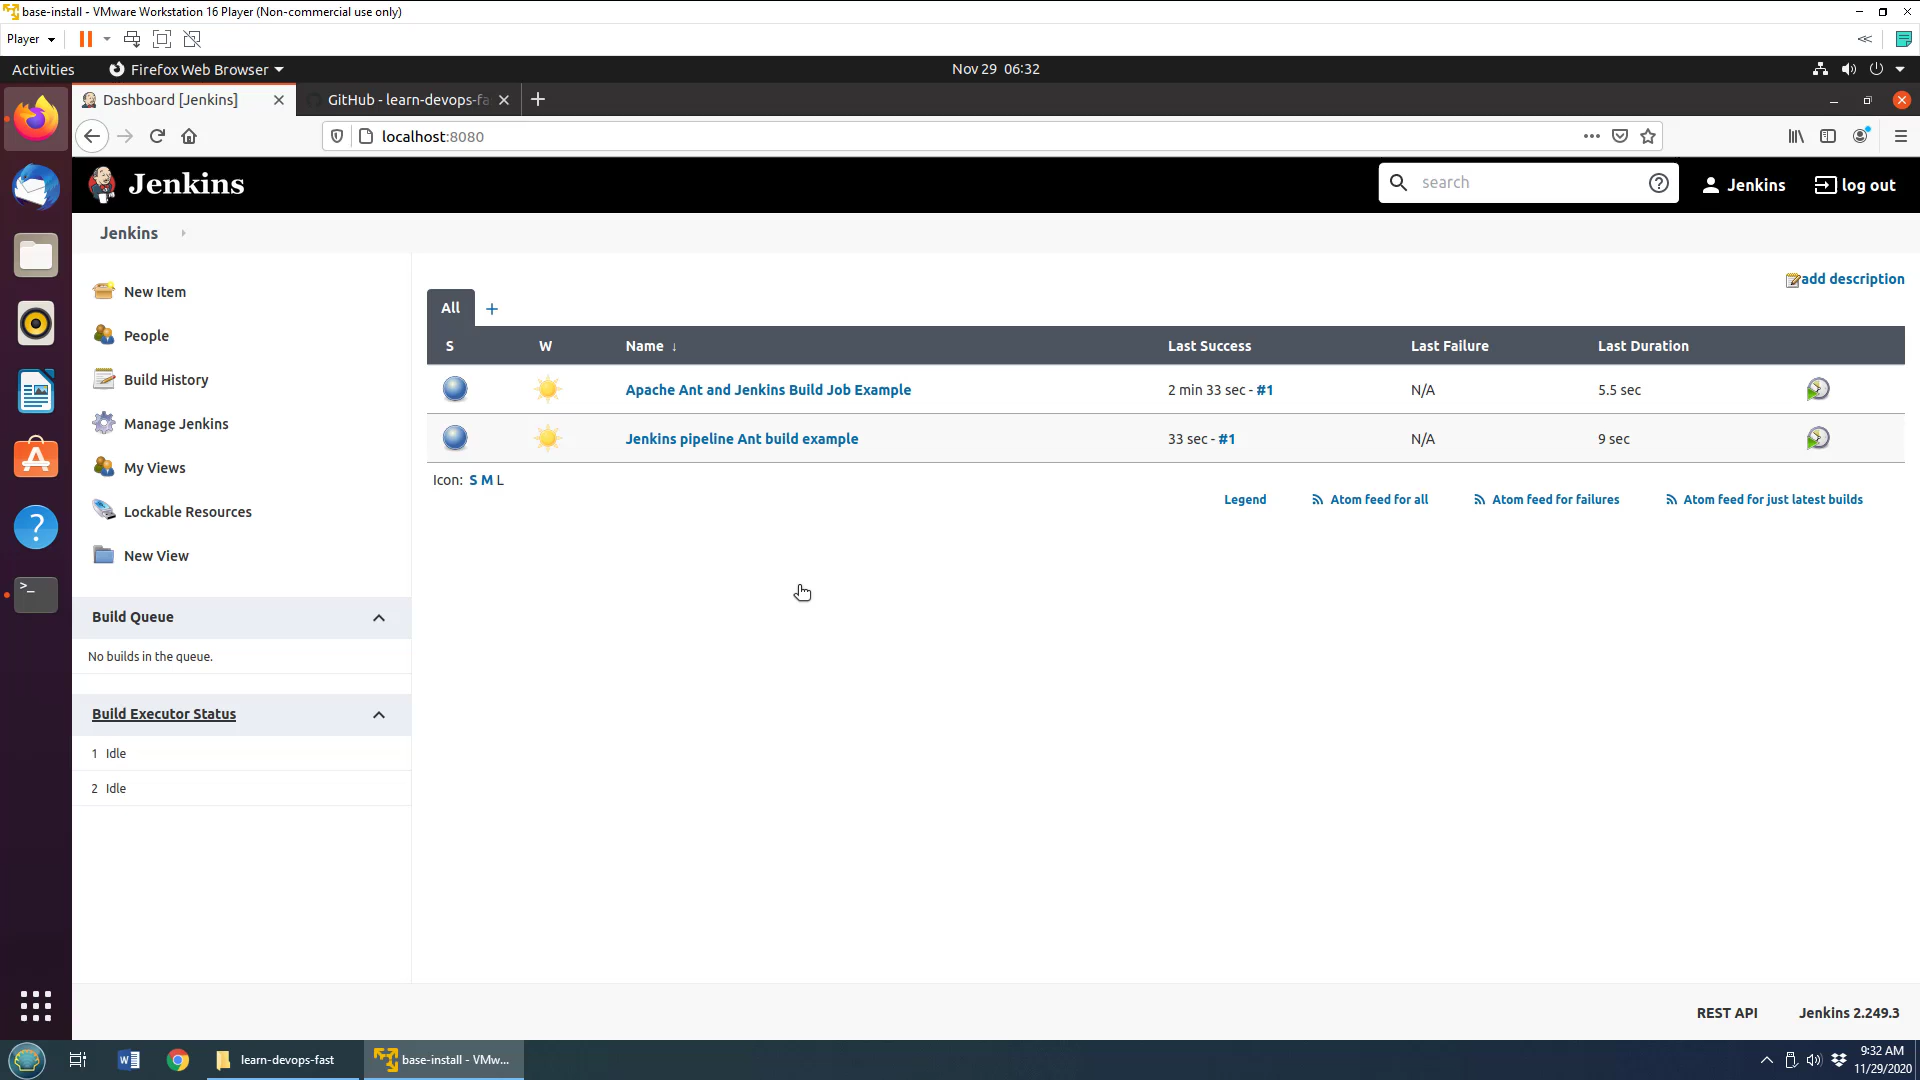 base-install - VMware Workstation 16 Player (Non-commercial use only)
Player
Activities
Firefox Web Browser
Nov 29 06:32
Dashboard [Jenkins]
GitHub - learn-devops-fa
localhost:8080
Jenkins
search
Jenkins
log out
Jenkins
New Item
People
Build History
Manage Jenkins
My Views
Lockable Resources
New View
Build Queue
No builds in the queue.
Build Executor Status
1 Idle
2 Idle
add description
All +
S W Name ↓ Last Success Last Failure Last Duration
Apache Ant and Jenkins Build Job Example 2 min 33 sec - #1 N/A 5.5 sec
Jenkins pipeline Ant build example 33 sec - #1 N/A 9 sec
Icon: S M L
Legend Atom feed for all Atom feed for failures Atom feed for just latest builds
REST API Jenkins 2.249.3
learn-devops-fast
base-install - VMw...
9:32 AM
11/29/2020